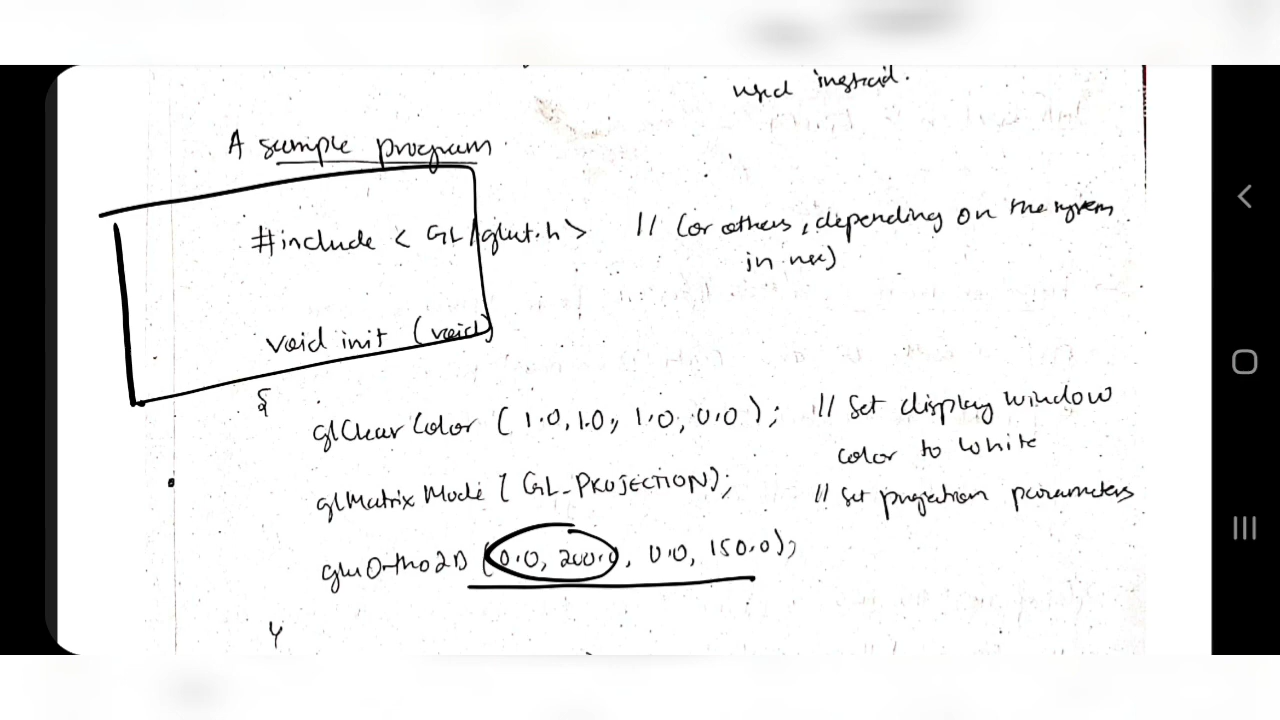 used instead.
A sample program.
#include < GL/glut.h> // (or others, depending on the system
in use)
void init (void)
{
glClearColor (1.0, 1.0, 1.0, 0.0); // Set display window
color to white
glMatrixMode (GL_PROJECTION); // Set projection parameters
gluOrtho2D (0.0, 200.0, 0.0, 150.0);
}